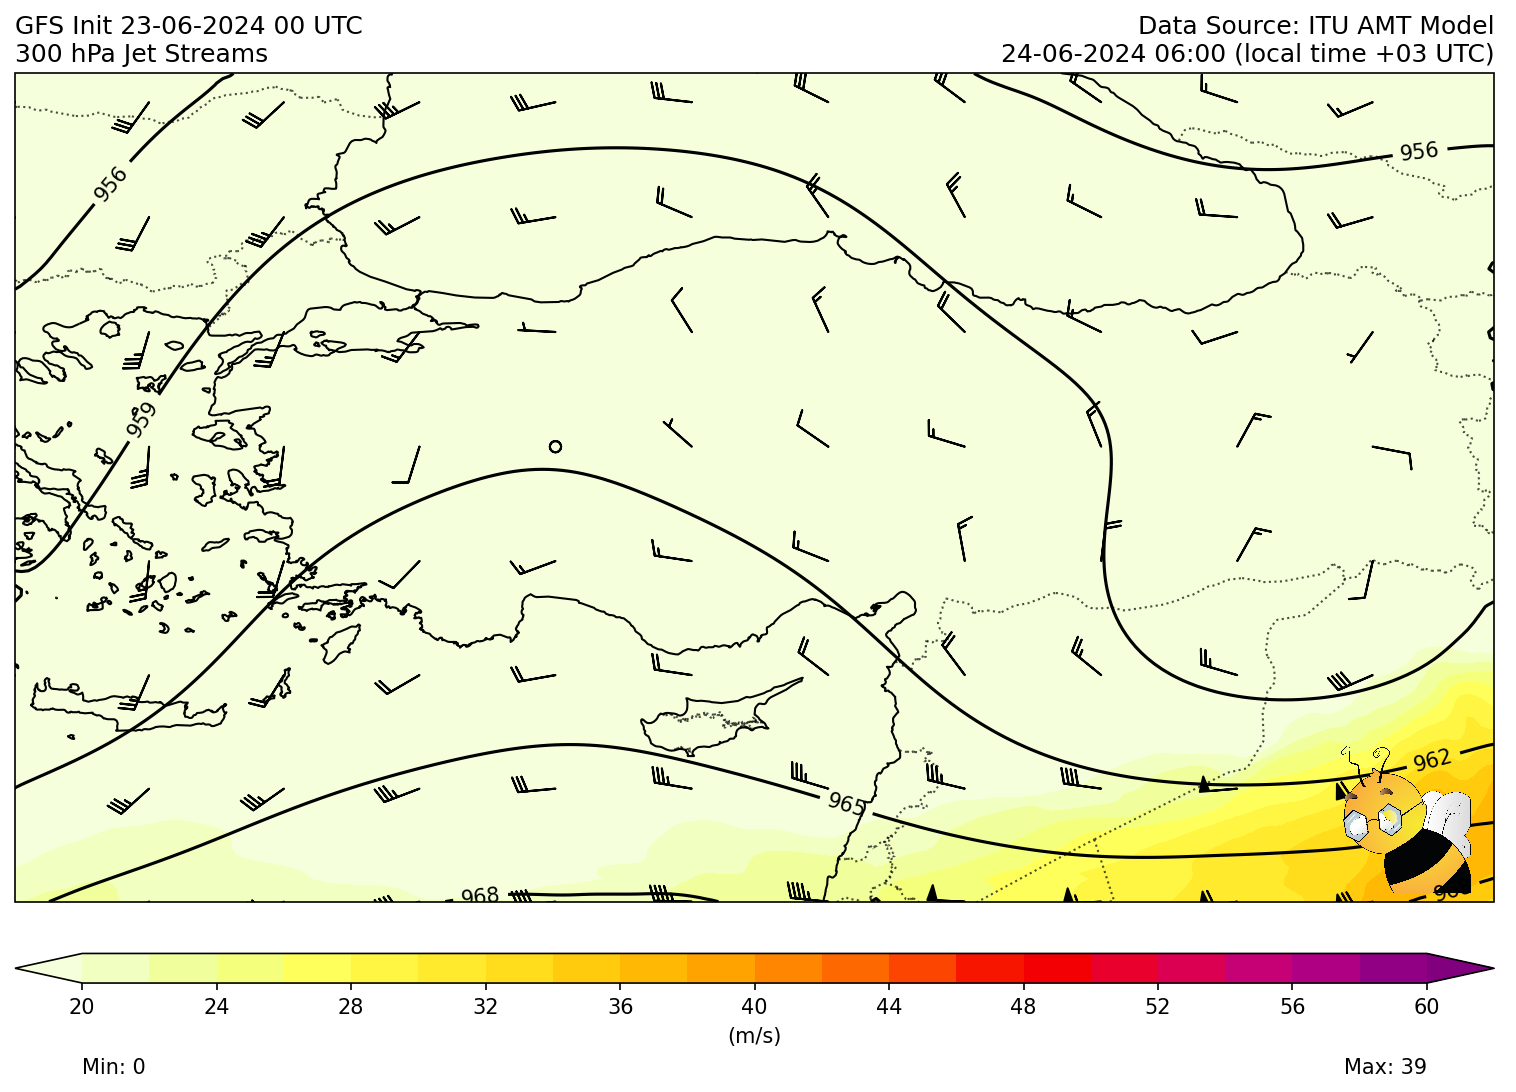 GFS Init 23-06-2024 00 UTC
300 hPa Jet Streams
Data Source: ITU AMT Model
24-06-2024 06:00 (local time +03 UTC)
956
956
959
962
965
968
20 24 28 32 36 40 44 48 52 56 60
(m/s)
Min: 0
Max: 39